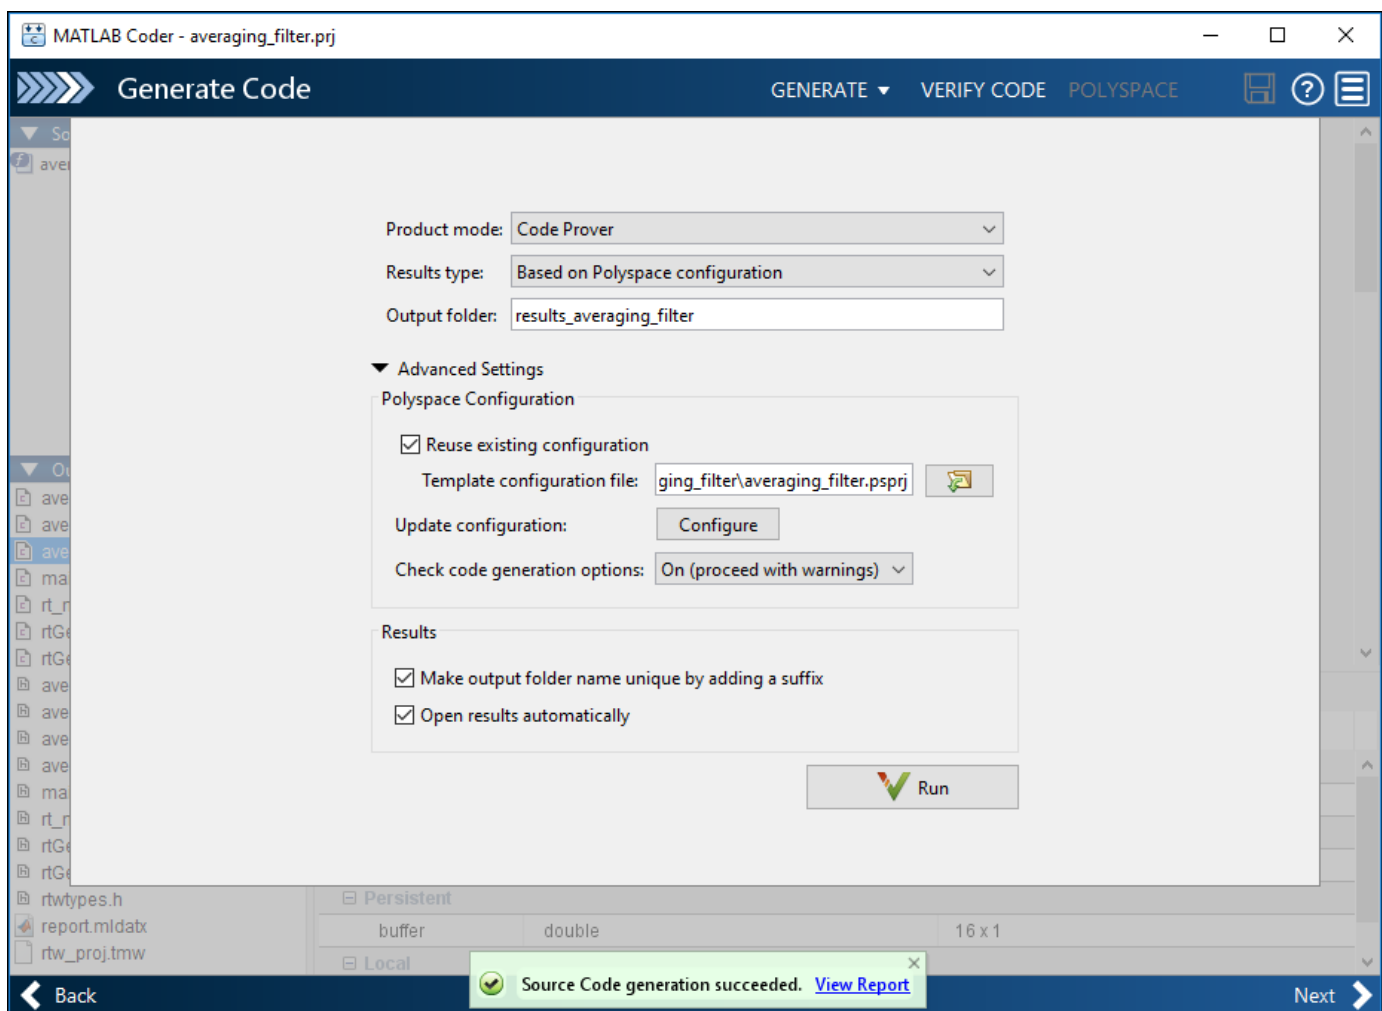 MATLAB Coder - averaging_filter.prj
Generate Code
GENERATE
VERIFY CODE
POLYSPACE
Product mode: Code Prover
Results type: Based on Polyspace configuration
Output folder: results_averaging_filter
Advanced Settings
Polyspace Configuration
Reuse existing configuration
Template configuration file: ging_filter\averaging_filter.psprj
Update configuration: Configure
Check code generation options: On (proceed with warnings)
Results
Make output folder name unique by adding a suffix
Open results automatically
Run
rtwtypes.h
report.mldatx
rtw_proj.tmw
Persistent
buffer double 16 x 1
Local
Source Code generation succeeded. View Report
Back
Next